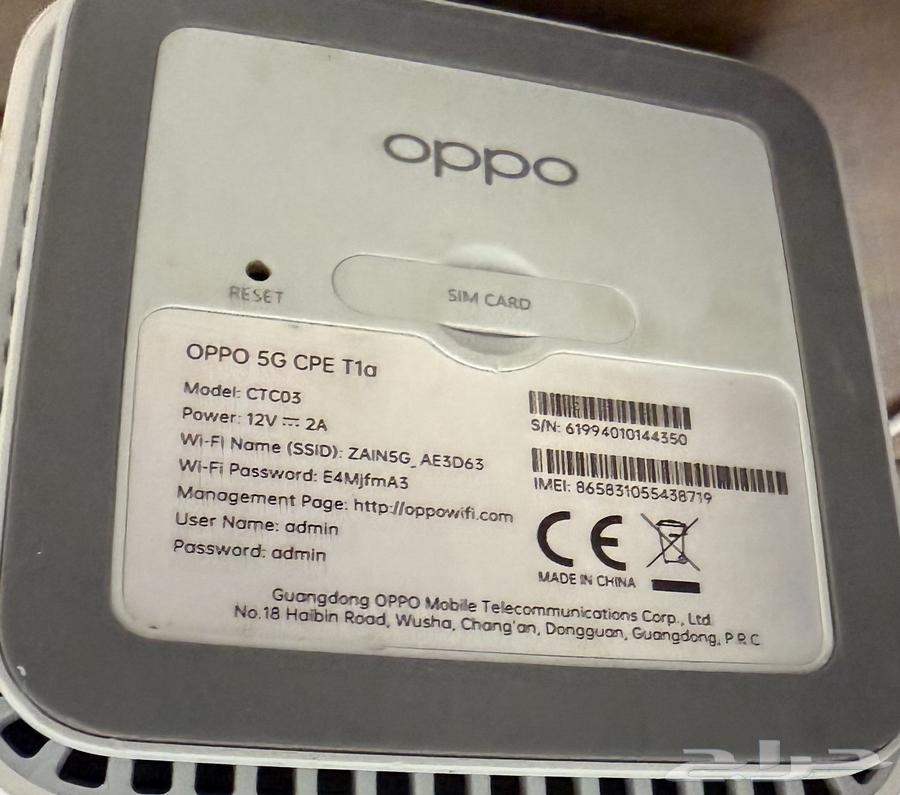 oppo
RESET
SIM CARD
OPPO 5G CPE T1a
Model: CTC03
Power: 12V ⎓ 2A
Wi-Fi Name (SSID): ZAIN5G_AE3D63
Wi-Fi Password: E4MjfmA3
Management Page: http://oppowifi.com
User Name: admin
Password: admin
S/N: 61994010144350
IMEI: 865831055438719
CE
MADE IN CHINA
Guangdong OPPO Mobile Telecommunications Corp., Ltd.
No.18 Haibin Road, Wusha, Chang'an, Dongguan, Guangdong, P.R.C
حراج